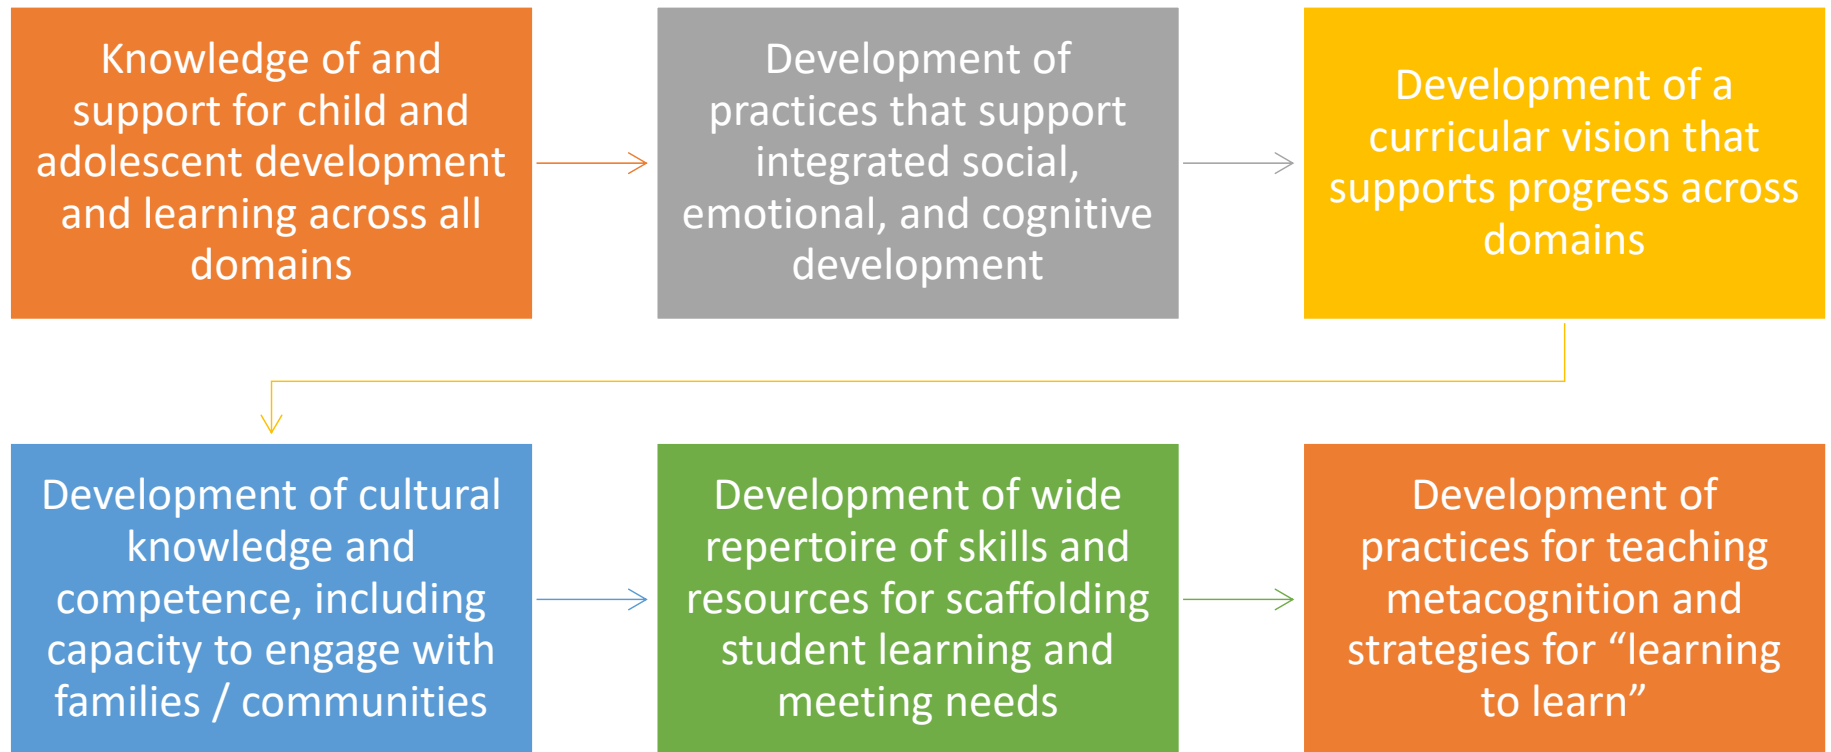 Knowledge of and
support for child and
adolescent development
and learning across all
domains
Development of
practices that support
integrated social,
emotional, and cognitive
development
Development of a
curricular vision that
supports progress across
domains
Development of cultural
knowledge and
competence, including
capacity to engage with
families / communities
Development of wide
repertoire of skills and
resources for scaffolding
student learning and
meeting needs
Development of
practices for teaching
metacognition and
strategies for “learning
to learn”